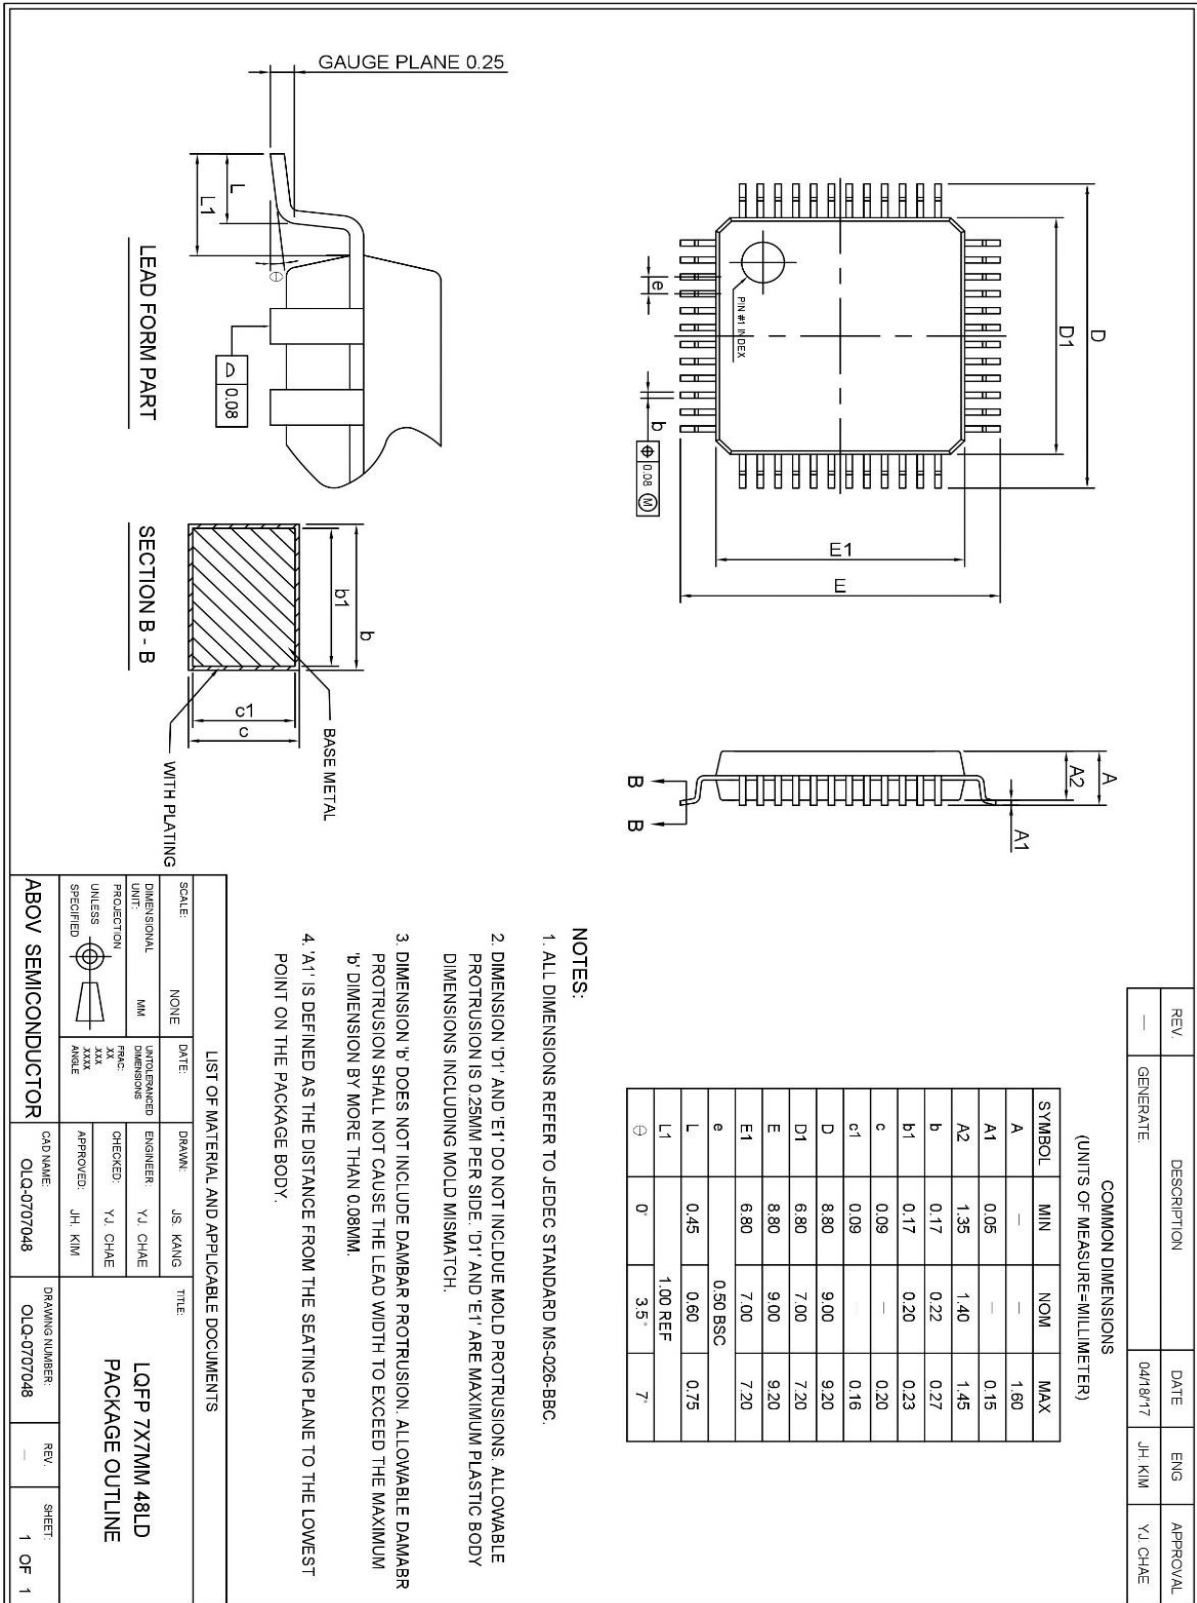 REV. DESCRIPTION DATE ENG APPROVAL
— GENERATE. 04/18/'17 JH. KIM YJ. CHAE
GAUGE PLANE 0.25
L
L1
θ
⌓ 0.08
LEAD FORM PART
D
D1
PIN #1 INDEX
e
b
⌖ 0.08 Ⓜ
E1
E
A
A2
A1
B
B
b
b1
c1
c
BASE METAL
WITH PLATING
SECTION B - B
COMMON DIMENSIONS
(UNITS OF MEASURE=MILLIMETER)
SYMBOL MIN NOM MAX
A — — 1.60
A1 0.05 — 0.15
A2 1.35 1.40 1.45
b 0.17 0.22 0.27
b1 0.17 0.20 0.23
c 0.09 — 0.20
c1 0.09 — 0.16
D 8.80 9.00 9.20
D1 6.80 7.00 7.20
E 8.80 9.00 9.20
E1 6.80 7.00 7.20
e 0.50 BSC
L 0.45 0.60 0.75
L1 1.00 REF
θ 0° 3.5° 7°
NOTES:
1. ALL DIMENSIONS REFER TO JEDEC STANDARD MS-026-BBC.
2. DIMENSION 'D1' AND 'E1' DO NOT INCLDUE MOLD PROTRUSIONS. ALLOWABLE
PROTRUSION IS 0.25MM PER SIDE. 'D1' AND 'E1' ARE MAXIMUM PLASTIC BODY
DIMENSIONS INCLUDING MOLD MISMATCH.
3. DIMENSION 'b' DOES NOT INCLUDE DAMBAR PROTRUSION. ALLOWABLE DAMABR
PROTRUSION SHALL NOT CAUSE THE LEAD WIDTH TO EXCEED THE MAXIMUM
'b' DIMENSION BY MORE THAN 0.08MM.
4. 'A1' IS DEFINED AS THE DISTANCE FROM THE SEATING PLANE TO THE LOWEST
POINT ON THE PACKAGE BODY.
LIST OF MATERIAL AND APPLICABLE DOCUMENTS
SCALE: NONE
DATE:
DRAWN: JS. KANG
TITLE:
LQFP 7X7MM 48LD
PACKAGE OUTLINE
DIMENSIONAL
UNIT: MM
UNTOLERANCED
DIMENSIONS
ENGINEER: YJ. CHAE
PROJECTION
UNLESS
SPECIFIED
FRAC:
XX
XXX
XXXX
ANGLE
CHECKED: YJ. CHAE
APPROVED: JH. KIM
ABOV SEMICONDUCTOR
CAD NAME:
OLQ-0707048
DRAWING NUMBER:
OLQ-0707048
REV.
—
SHEET:
1 OF 1